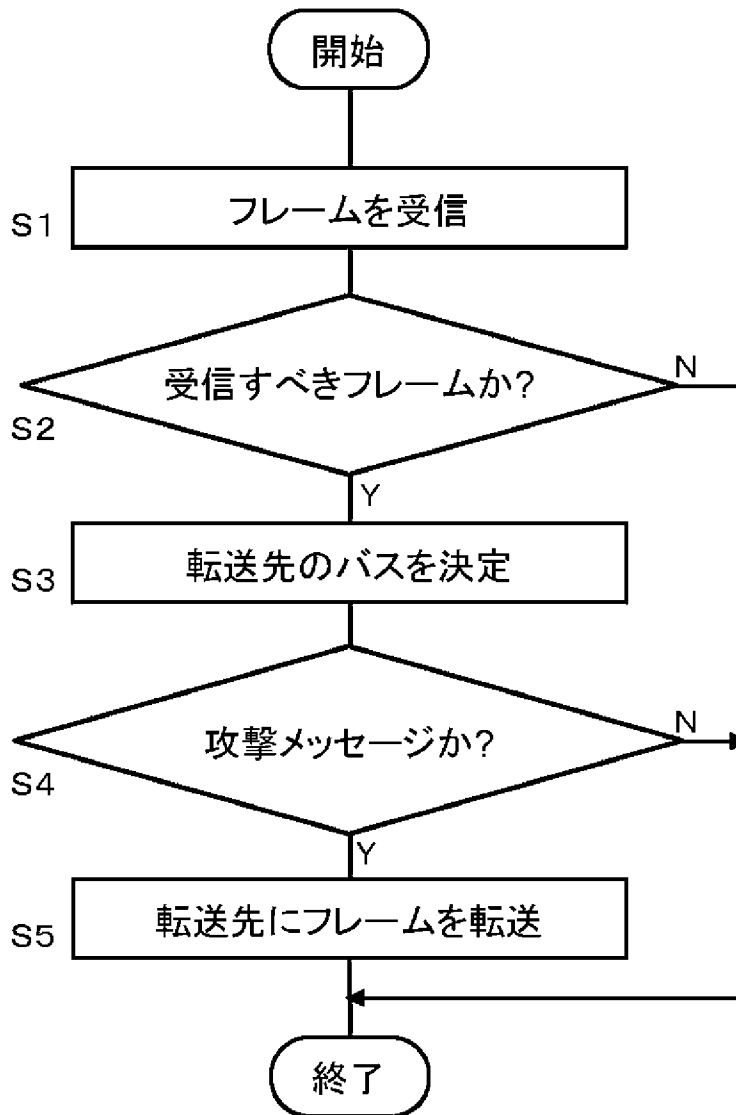 開始
S1
フレームを受信
受信すべきフレームか?
N
S2
Y
転送先のバスを決定
S3
攻撃メッセージか?
N
S4
Y
転送先にフレームを転送
S5
終了